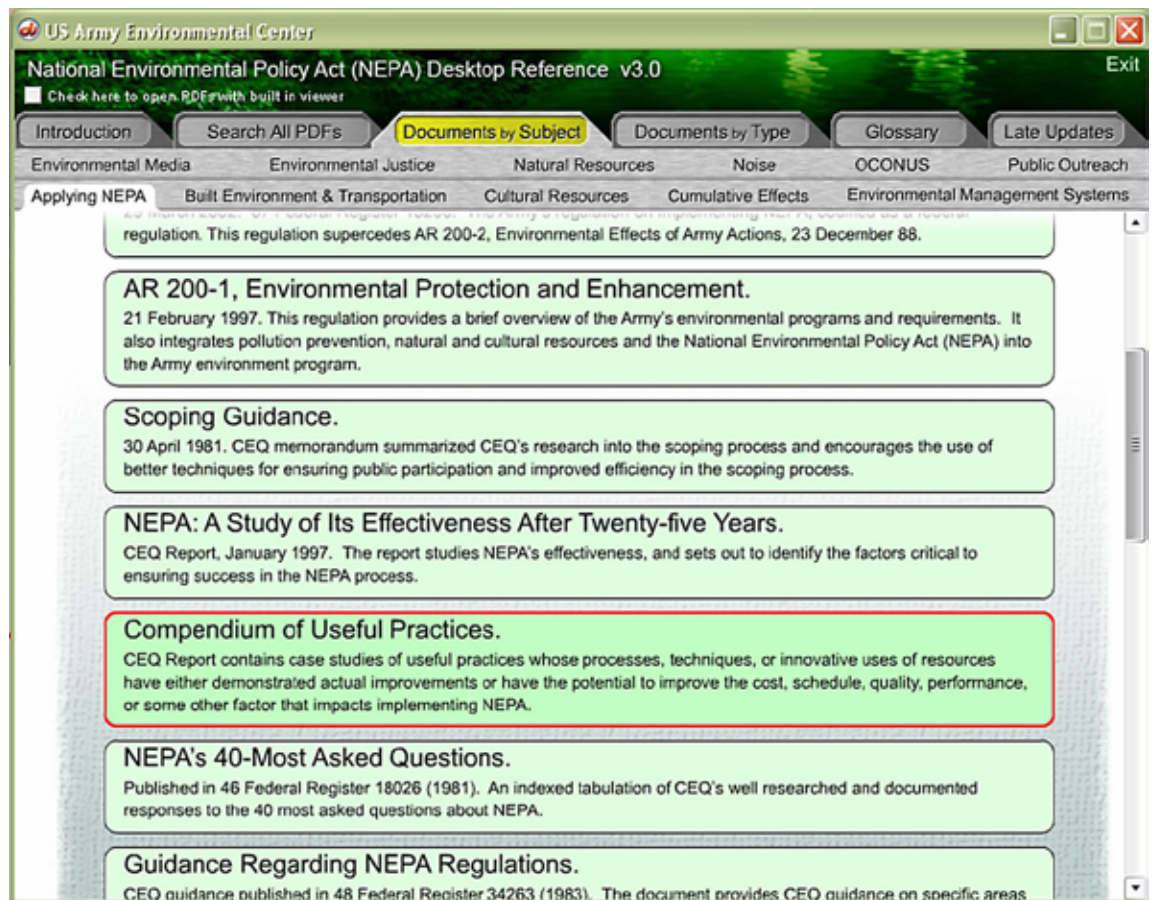 US Army Environmental Center
National Environmental Policy Act (NEPA) Desktop Reference v3.0
Exit
Check here to open PDFs with built in viewer
Introduction Search All PDFs Documents by Subject Documents by Type Glossary Late Updates
Environmental Media Environmental Justice Natural Resources Noise OCONUS Public Outreach
Applying NEPA Built Environment & Transportation Cultural Resources Cumulative Effects Environmental Management Systems
regulation. This regulation supercedes AR 200-2, Environmental Effects of Army Actions, 23 December 88.
AR 200-1, Environmental Protection and Enhancement.
21 February 1997. This regulation provides a brief overview of the Army's environmental programs and requirements. It
also integrates pollution prevention, natural and cultural resources and the National Environmental Policy Act (NEPA) into
the Army environment program.
Scoping Guidance.
30 April 1981. CEQ memorandum summarized CEQ's research into the scoping process and encourages the use of
better techniques for ensuring public participation and improved efficiency in the scoping process.
NEPA: A Study of Its Effectiveness After Twenty-five Years.
CEQ Report, January 1997. The report studies NEPA's effectiveness, and sets out to identify the factors critical to
ensuring success in the NEPA process.
Compendium of Useful Practices.
CEQ Report contains case studies of useful practices whose processes, techniques, or innovative uses of resources
have either demonstrated actual improvements or have the potential to improve the cost, schedule, quality, performance,
or some other factor that impacts implementing NEPA.
NEPA's 40-Most Asked Questions.
Published in 46 Federal Register 18026 (1981). An indexed tabulation of CEQ's well researched and documented
responses to the 40 most asked questions about NEPA.
Guidance Regarding NEPA Regulations.
CEQ guidance published in 48 Federal Register 34263 (1983). The document provides CEQ guidance on specific areas